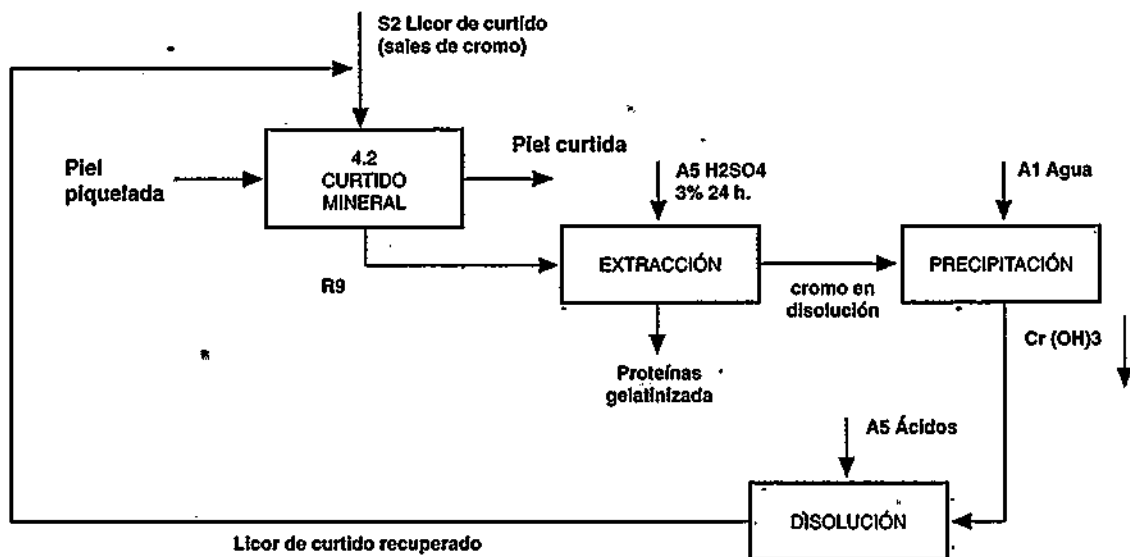 S2 Licor de curtido
(sales de cromo)
Piel
piquelada
4.2
CURTIDO
MINERAL
Piel curtida
A5 H2SO4
3% 24 h.
A1 Agua
R9
EXTRACCIÓN
cromo en
disolución
PRECIPITACIÓN
Cr (OH)3
Proteínas
gelatinizada
A5 Ácidos
DISOLUCIÓN
Licor de curtido recuperado